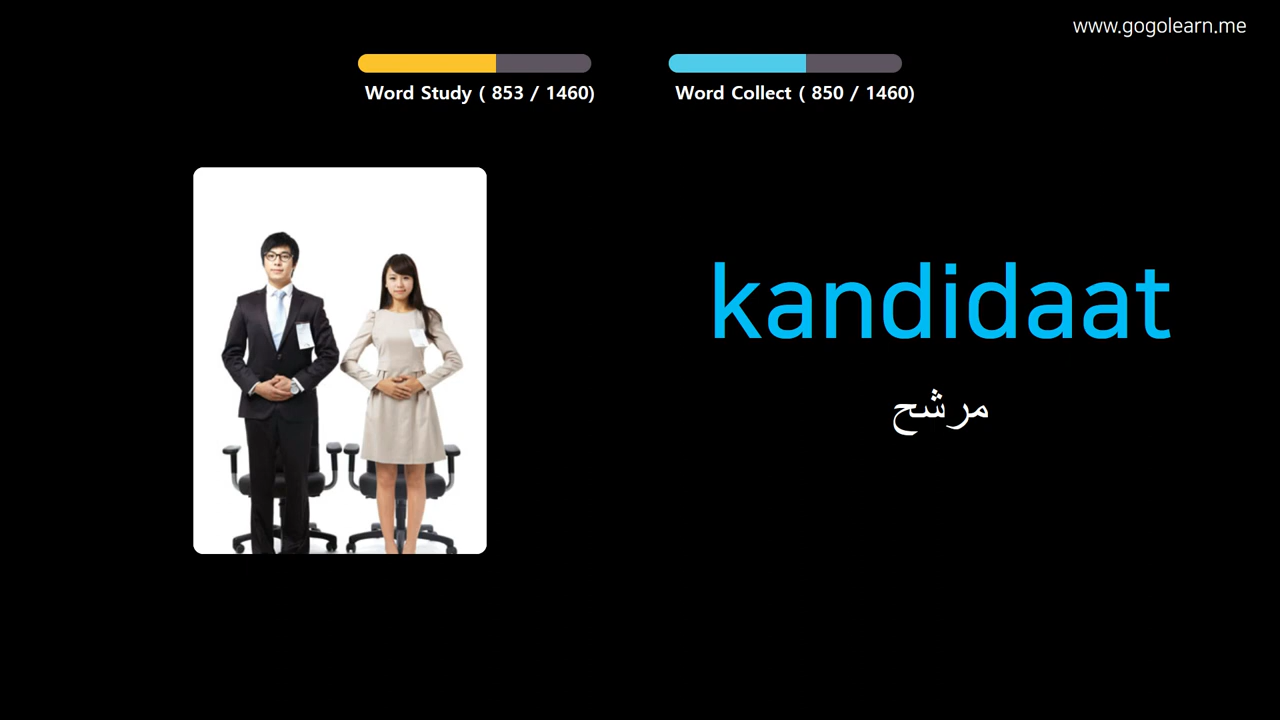 www.gogolearn.me
Word Study ( 853 / 1460)
Word Collect ( 850 / 1460)
kandidaat
مرشح